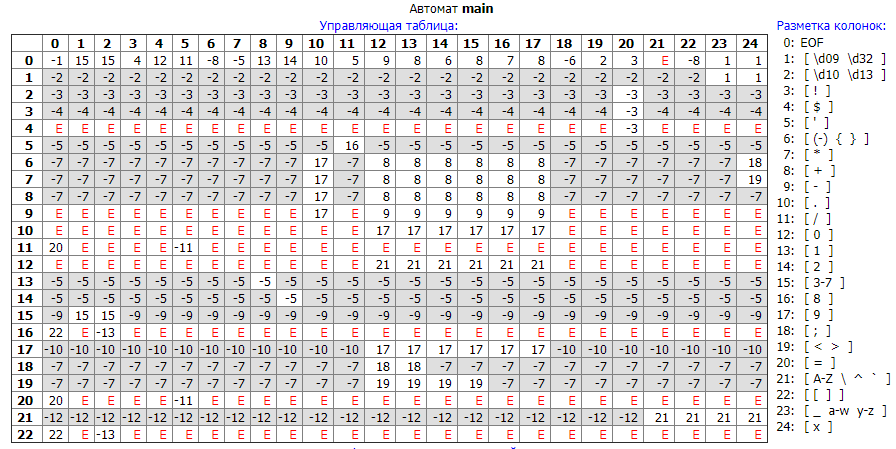 Автомат main
Управляющая таблица:
0 1 2 3 4 5 6 7 8 9 10 11 12 13 14 15 16 17 18 19 20 21 22 23 24
0 -1 15 15 4 12 11 -8 -5 13 14 10 5 9 8 6 8 7 8 -6 2 3 E -8 1 1
1 -2 -2 -2 -2 -2 -2 -2 -2 -2 -2 -2 -2 -2 -2 -2 -2 -2 -2 -2 -2 -2 -2 -2 1 1
2 -3 -3 -3 -3 -3 -3 -3 -3 -3 -3 -3 -3 -3 -3 -3 -3 -3 -3 -3 -3 -3 -3 -3 -3 -3
3 -4 -4 -4 -4 -4 -4 -4 -4 -4 -4 -4 -4 -4 -4 -4 -4 -4 -4 -4 -4 -3 -4 -4 -4 -4
4 E E E E E E E E E E E E E E E E E E E E -3 E E E E
5 -5 -5 -5 -5 -5 -5 -5 -5 -5 -5 -5 16 -5 -5 -5 -5 -5 -5 -5 -5 -5 -5 -5 -5 -5
6 -7 -7 -7 -7 -7 -7 -7 -7 -7 -7 17 -7 8 8 8 8 8 8 -7 -7 -7 -7 -7 -7 18
7 -7 -7 -7 -7 -7 -7 -7 -7 -7 -7 17 -7 8 8 8 8 8 8 -7 -7 -7 -7 -7 -7 19
8 -7 -7 -7 -7 -7 -7 -7 -7 -7 -7 17 -7 8 8 8 8 8 8 -7 -7 -7 -7 -7 -7 -7
9 E E E E E E E E E E 17 E 9 9 9 9 9 9 E E E E E E E
10 E E E E E E E E E E E E 17 17 17 17 17 17 E E E E E E E
11 20 E E E E -11 E E E E E E E E E E E E E E E E E E E
12 E E E E E E E E E E E E 21 21 21 21 21 21 E E E E E E E
13 -5 -5 -5 -5 -5 -5 -5 -5 -5 -5 -5 -5 -5 -5 -5 -5 -5 -5 -5 -5 -5 -5 -5 -5 -5
14 -5 -5 -5 -5 -5 -5 -5 -5 -5 -5 -5 -5 -5 -5 -5 -5 -5 -5 -5 -5 -5 -5 -5 -5 -5
15 -9 15 15 -9 -9 -9 -9 -9 -9 -9 -9 -9 -9 -9 -9 -9 -9 -9 -9 -9 -9 -9 -9 -9 -9
16 22 E -13 E E E E E E E E E E E E E E E E E E E E E E
17 -10 -10 -10 -10 -10 -10 -10 -10 -10 -10 -10 -10 17 17 17 17 17 17 -10 -10 -10 -10 -10 -10 -10
18 -7 -7 -7 -7 -7 -7 -7 -7 -7 -7 -7 -7 18 18 -7 -7 -7 -7 -7 -7 -7 -7 -7 -7 -7
19 -7 -7 -7 -7 -7 -7 -7 -7 -7 -7 -7 -7 19 19 19 19 -7 -7 -7 -7 -7 -7 -7 -7 -7
20 20 E E E E -11 E E E E E E E E E E E E E E E E E E E
21 -12 -12 -12 -12 -12 -12 -12 -12 -12 -12 -12 -12 -12 -12 -12 -12 -12 -12 -12 -12 -12 21 21 21 21
22 22 E -13 E E E E E E E E E E E E E E E E E E E E E E
Разметка колонок:
0: EOF
1: [ \d09 \d32 ]
2: [ \d10 \d13 ]
3: [ ! ]
4: [ $ ]
5: [ ' ]
6: [ (-) { } ]
7: [ * ]
8: [ + ]
9: [ - ]
10: [ . ]
11: [ / ]
12: [ 0 ]
13: [ 1 ]
14: [ 2 ]
15: [ 3-7 ]
16: [ 8 ]
17: [ 9 ]
18: [ ; ]
19: [ < > ]
20: [ = ]
21: [ A-Z \ ^ ` ]
22: [ [ ] ]
23: [ _ a-w y-z ]
24: [ x ]